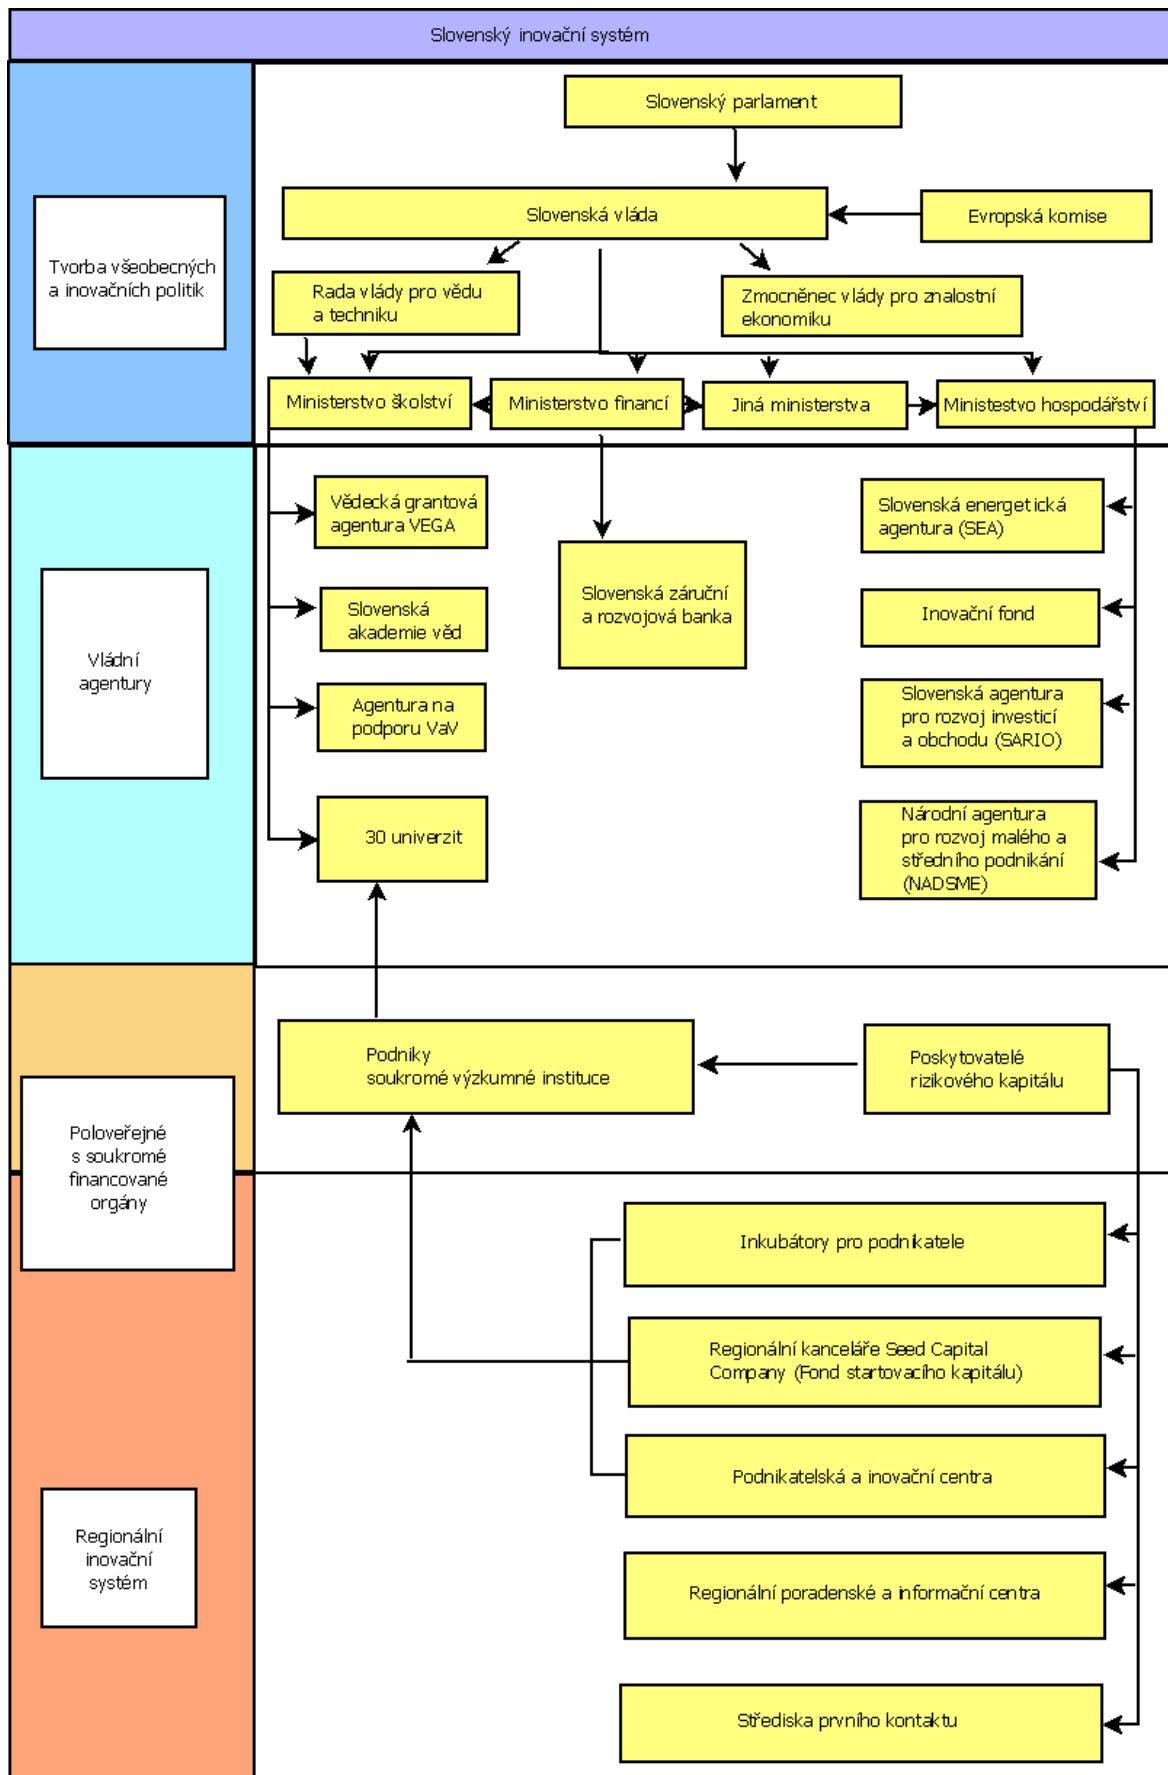 Slovenský inovační systém
Slovenský parlament
Slovenská vláda
Evropská komise
Tvorba všeobecných
a inovačních politik
Rada vlády pro vědu
a techniku
Zmocněnec vlády pro znalostní
ekonomiku
Ministerstvo školství
Ministerstvo financí
Jiná ministerstva
Ministestvo hospodářství
Vládní
agentury
Vědecká grantová
agentura VEGA
Slovenská
akademie věd
Agentura na
podporu VaV
30 univerzit
Slovenská záruční
a rozvojová banka
Slovenská energetická
agentura (SEA)
Inovační fond
Slovenská agentura
pro rozvoj investicí
a obchodu (SARIO)
Národní agentura
pro rozvoj malého a
středního podnikání
(NADSME)
Poloveřejné
s soukromé
financované
orgány
Podniky
soukromé výzkumné instituce
Poskytovatelé
rizikového kapitálu
Regionální
inovační
systém
Inkubátory pro podnikatele
Regionální kanceláře Seed Capital
Company (Fond startovacího kapitálu)
Podnikatelská a inovační centra
Regionální poradenské a informační centra
Střediska prvního kontaktu